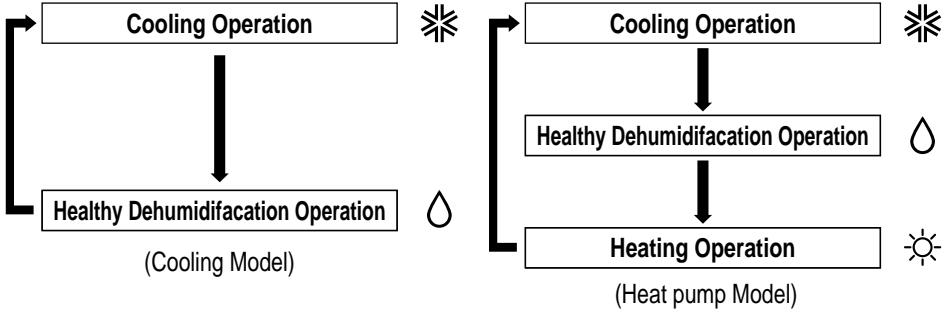 Cooling Operation
Healthy Dehumidifacation Operation
(Cooling Model)
Cooling Operation
Healthy Dehumidifacation Operation
Heating Operation
(Heat pump Model)